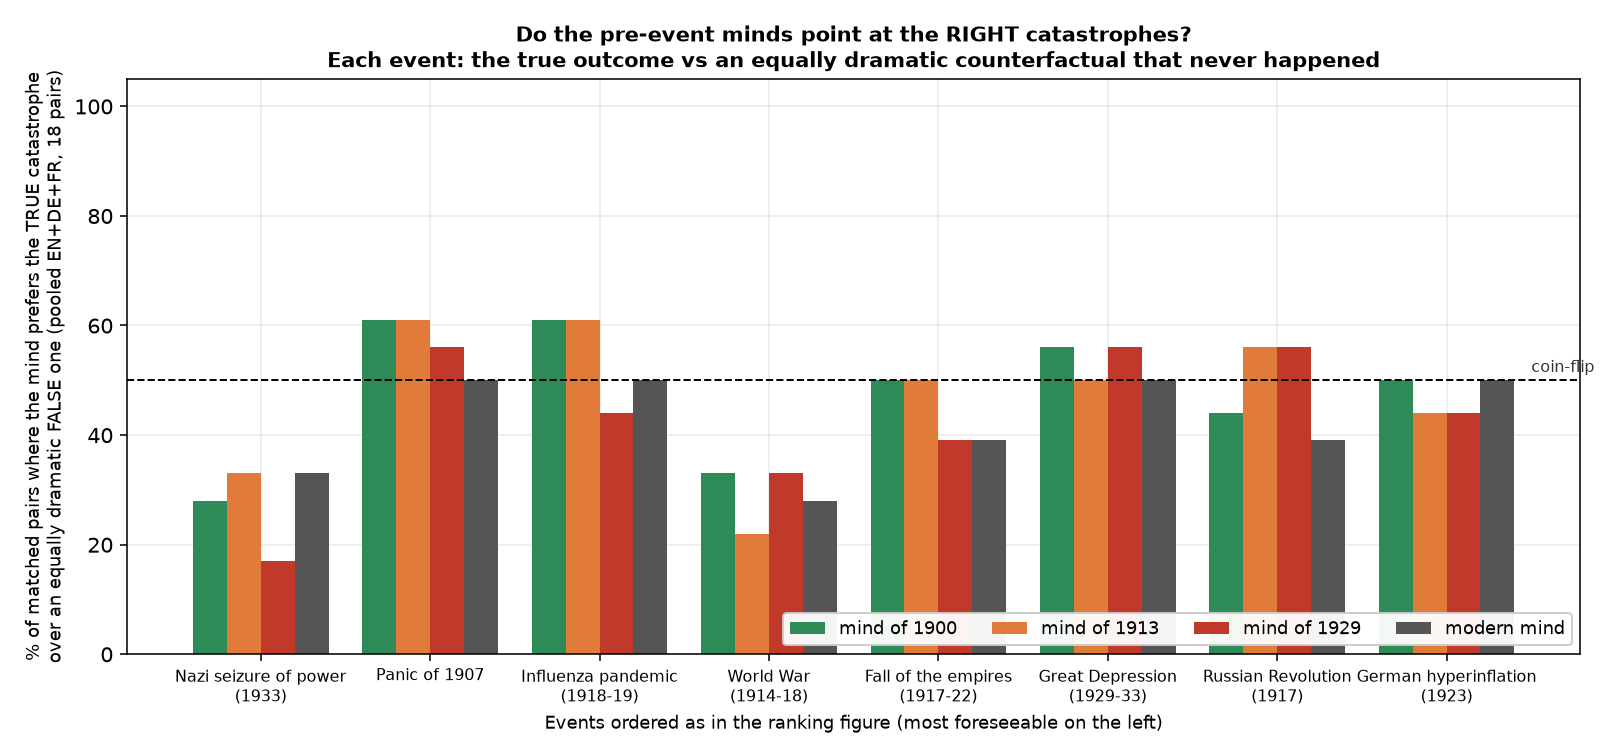 Do the pre-event minds point at the RIGHT catastrophes?
Each event: the true outcome vs an equally dramatic counterfactual that never happened
% of matched pairs where the mind prefers the TRUE catastrophe
over an equally dramatic FALSE one (pooled EN+DE+FR, 18 pairs)
100
80
60
40
20
0
coin-flip
mind of 1900
mind of 1913
mind of 1929
modern mind
Nazi seizure of power
(1933)
Panic of 1907
Influenza pandemic
(1918-19)
World War
(1914-18)
Fall of the empires
(1917-22)
Great Depression
(1929-33)
Russian Revolution
(1917)
German hyperinflation
(1923)
Events ordered as in the ranking figure (most foreseeable on the left)